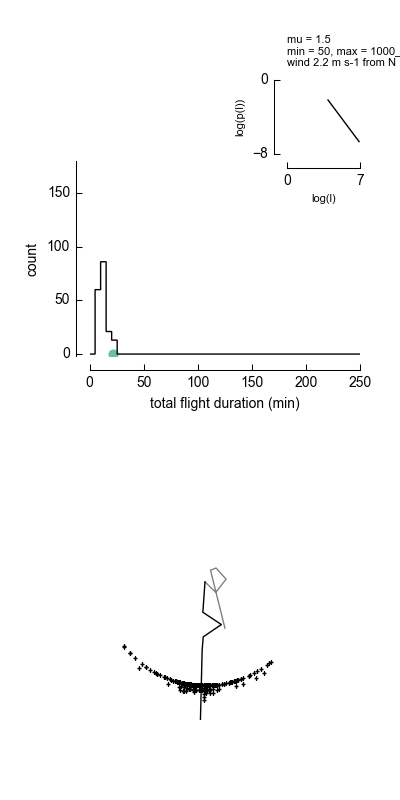 mu = 1.5
min = 50, max = 1000_
wind 2.2 m s-1 from N
0
log(p(l))
−8
0 7
log(l)
150
100
count
50
0
0 50 100 150 200 250
total flight duration (min)